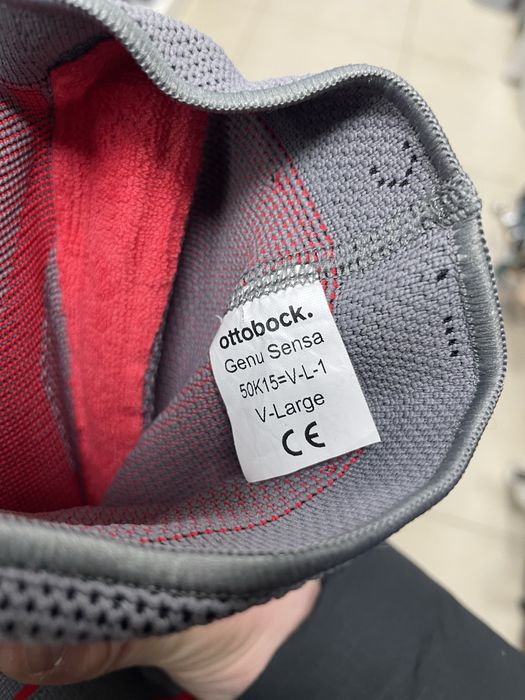 ottobock.
Genu Sensa
50K15=V-L-1
V-Large
CE